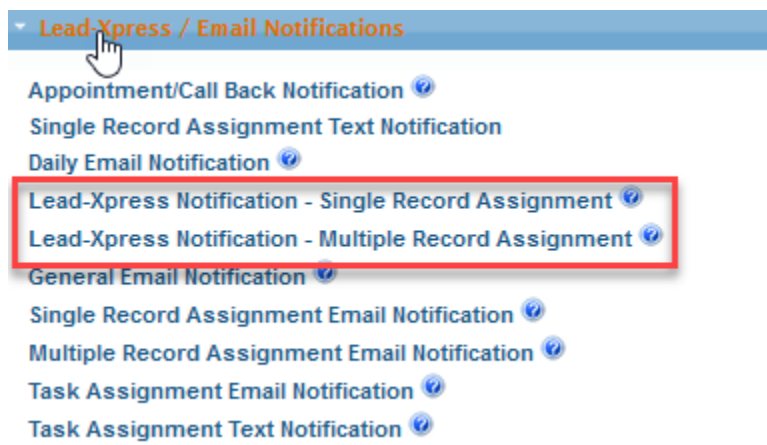 Lead-Xpress / Email Notifications
Appointment/Call Back Notification
Single Record Assignment Text Notification
Daily Email Notification
Lead-Xpress Notification - Single Record Assignment
Lead-Xpress Notification - Multiple Record Assignment
General Email Notification
Single Record Assignment Email Notification
Multiple Record Assignment Email Notification
Task Assignment Email Notification
Task Assignment Text Notification